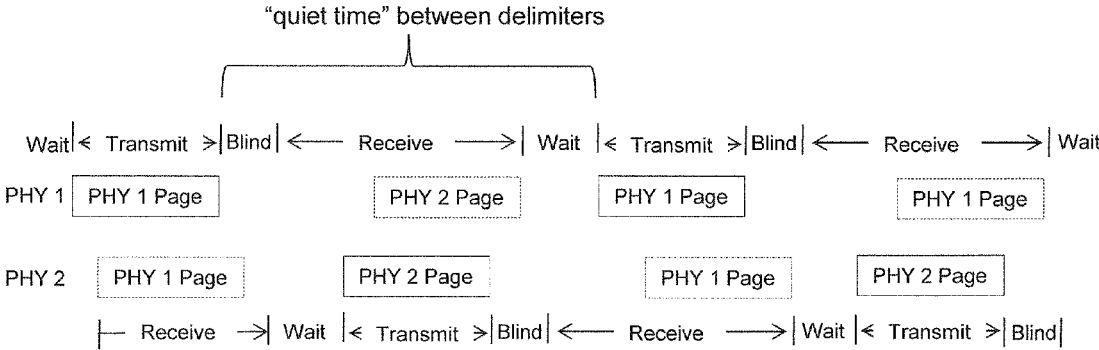 “quiet time” between delimiters
Wait Transmit Blind Receive Wait Transmit Blind Receive Wait
PHY 1 PHY 1 Page PHY 2 Page PHY 1 Page PHY 1 Page
PHY 2 PHY 1 Page PHY 2 Page PHY 1 Page PHY 2 Page
Receive Wait Transmit Blind Receive Wait Transmit Blind